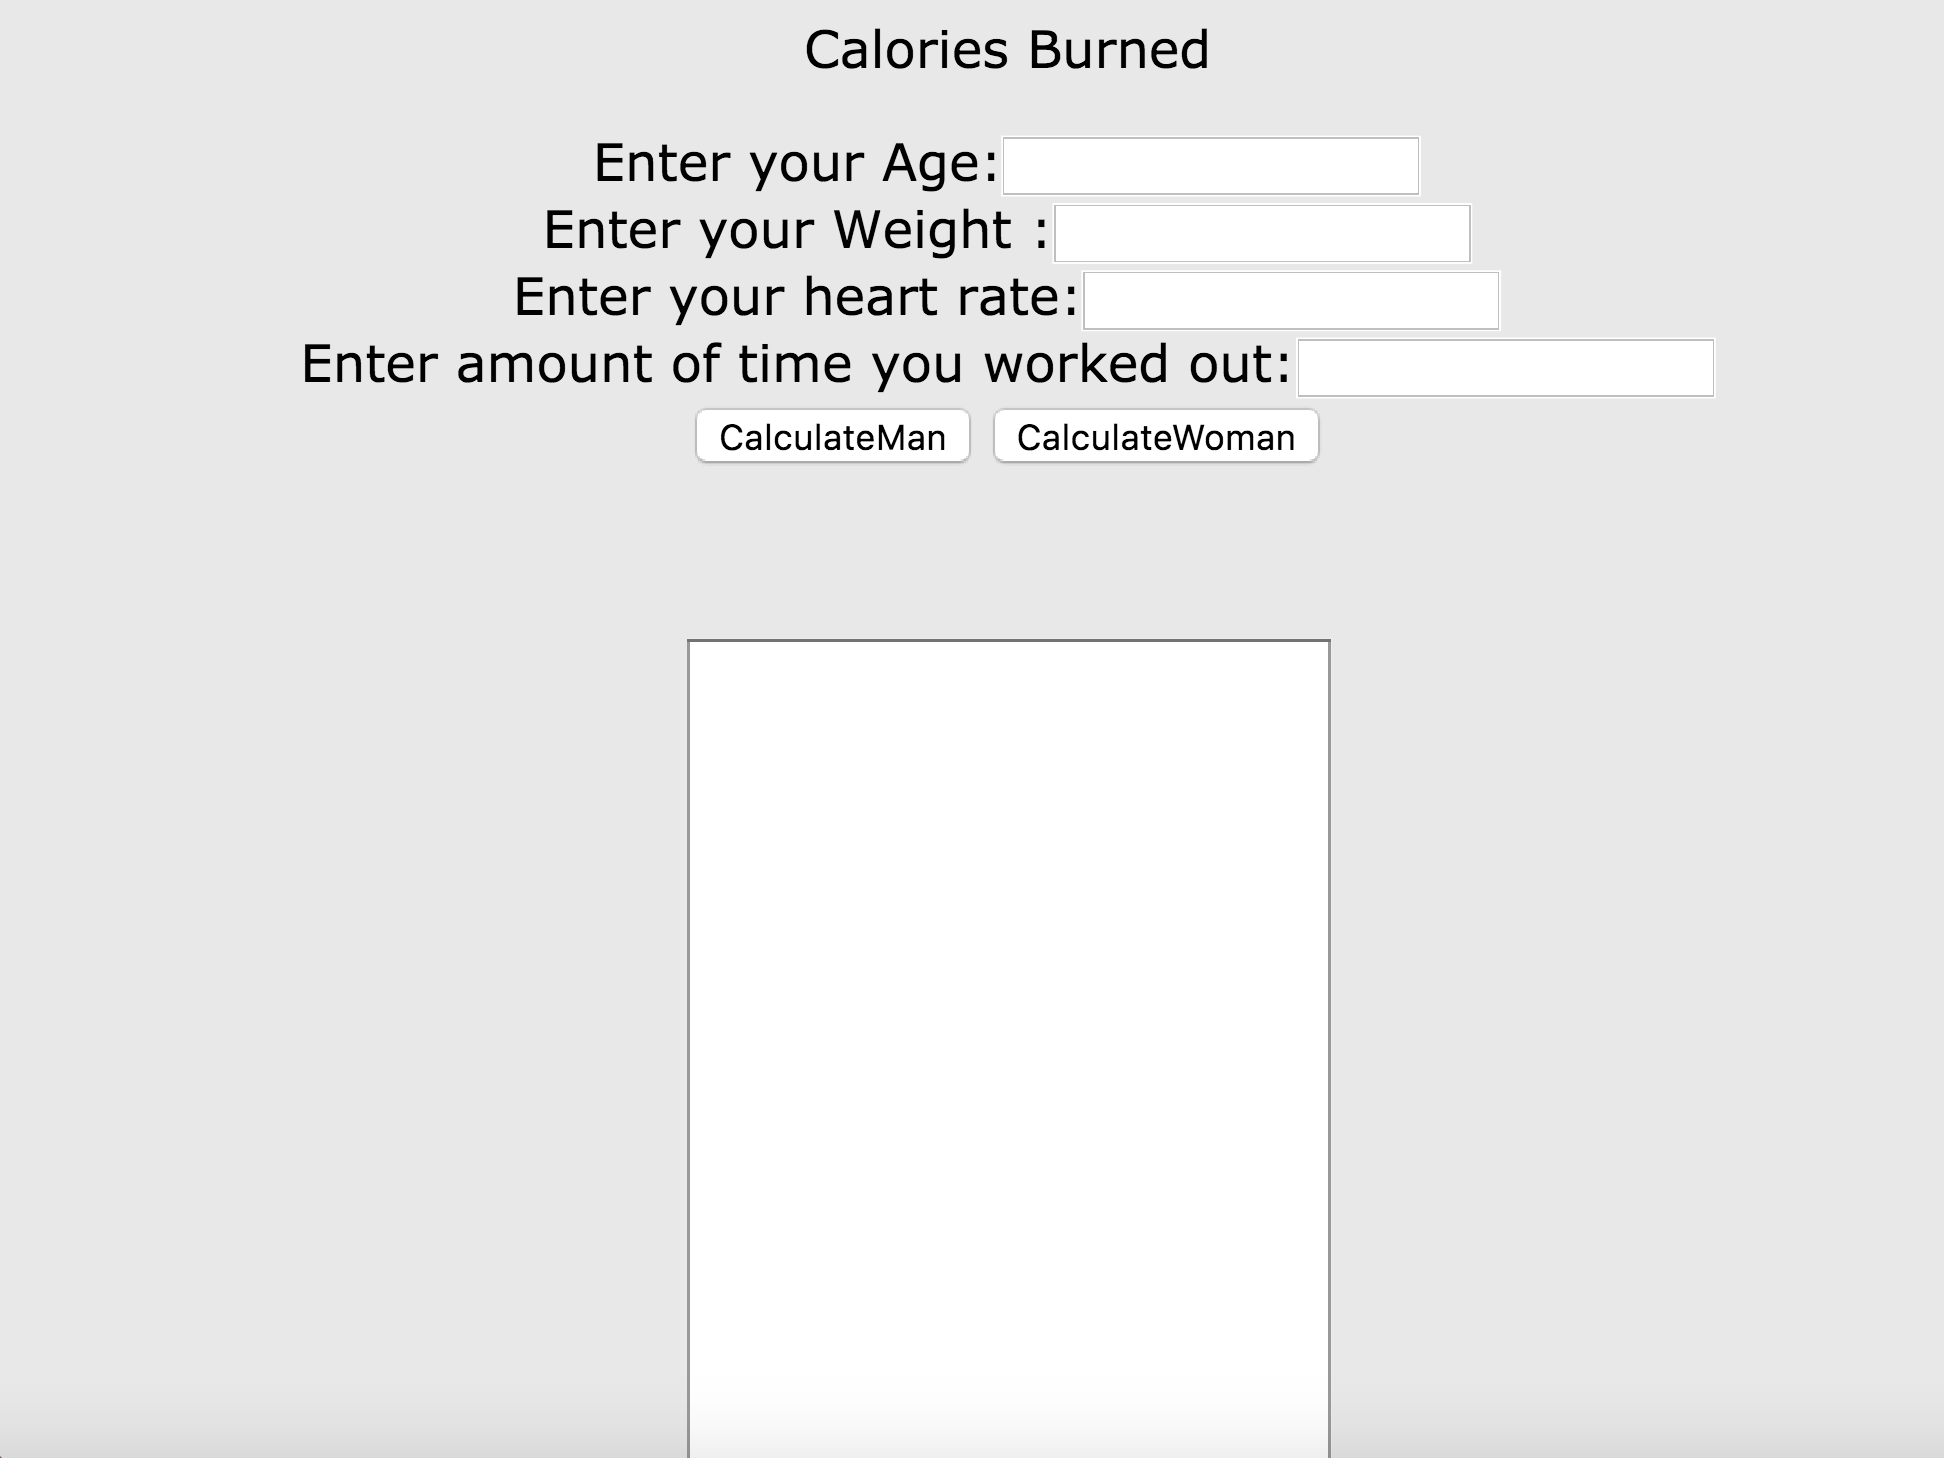 Calories Burned
Enter your Age:
Enter your Weight :
Enter your heart rate:
Enter amount of time you worked out:
CalculateMan CalculateWoman